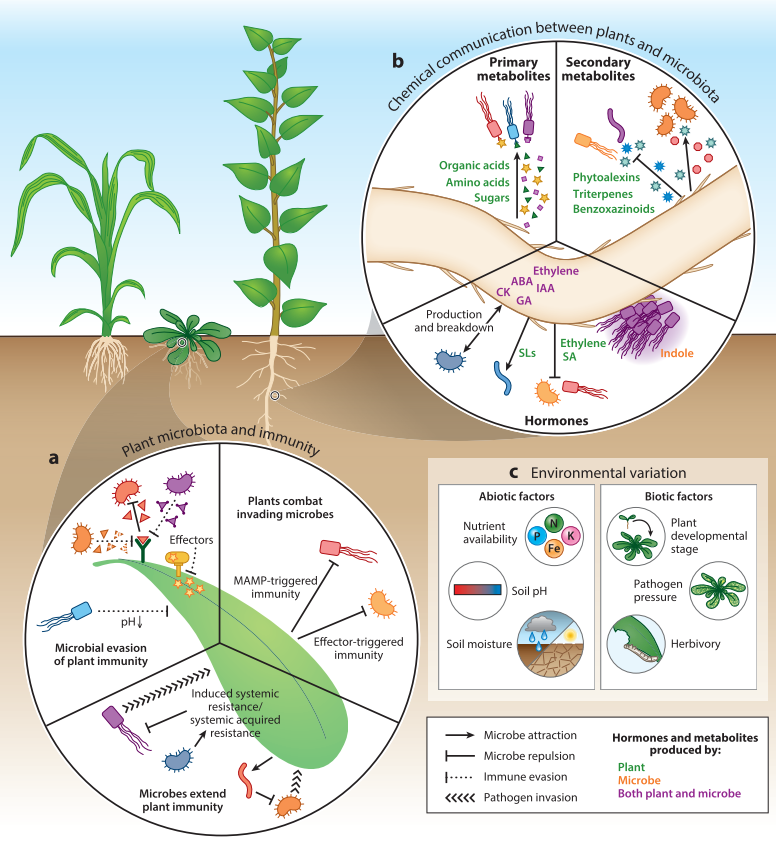 b
Chemical communication between plants and microbiota
Primary
metabolites
Secondary
metabolites
Organic acids
Amino acids
Sugars
Phytoalexins
Triterpenes
Benzoxazinoids
Ethylene
ABA
IAA
CK
GA
Production
and breakdown
SLs
Ethylene
SA
Indole
Hormones
a
Plant microbiota and immunity
Effectors
pH↓
Microbial evasion
of plant immunity
Plants combat
invading microbes
MAMP-triggered
immunity
Effector-triggered
immunity
Induced systemic
resistance/
systemic acquired
resistance
Microbes extend
plant immunity
c Environmental variation
Abiotic factors
Nutrient
availability
N
P
K
Fe
Soil pH
Soil moisture
Biotic factors
Plant
developmental
stage
Pathogen
pressure
Herbivory
Microbe attraction
Microbe repulsion
Immune evasion
Pathogen invasion
Hormones and metabolites
produced by:
Plant
Microbe
Both plant and microbe